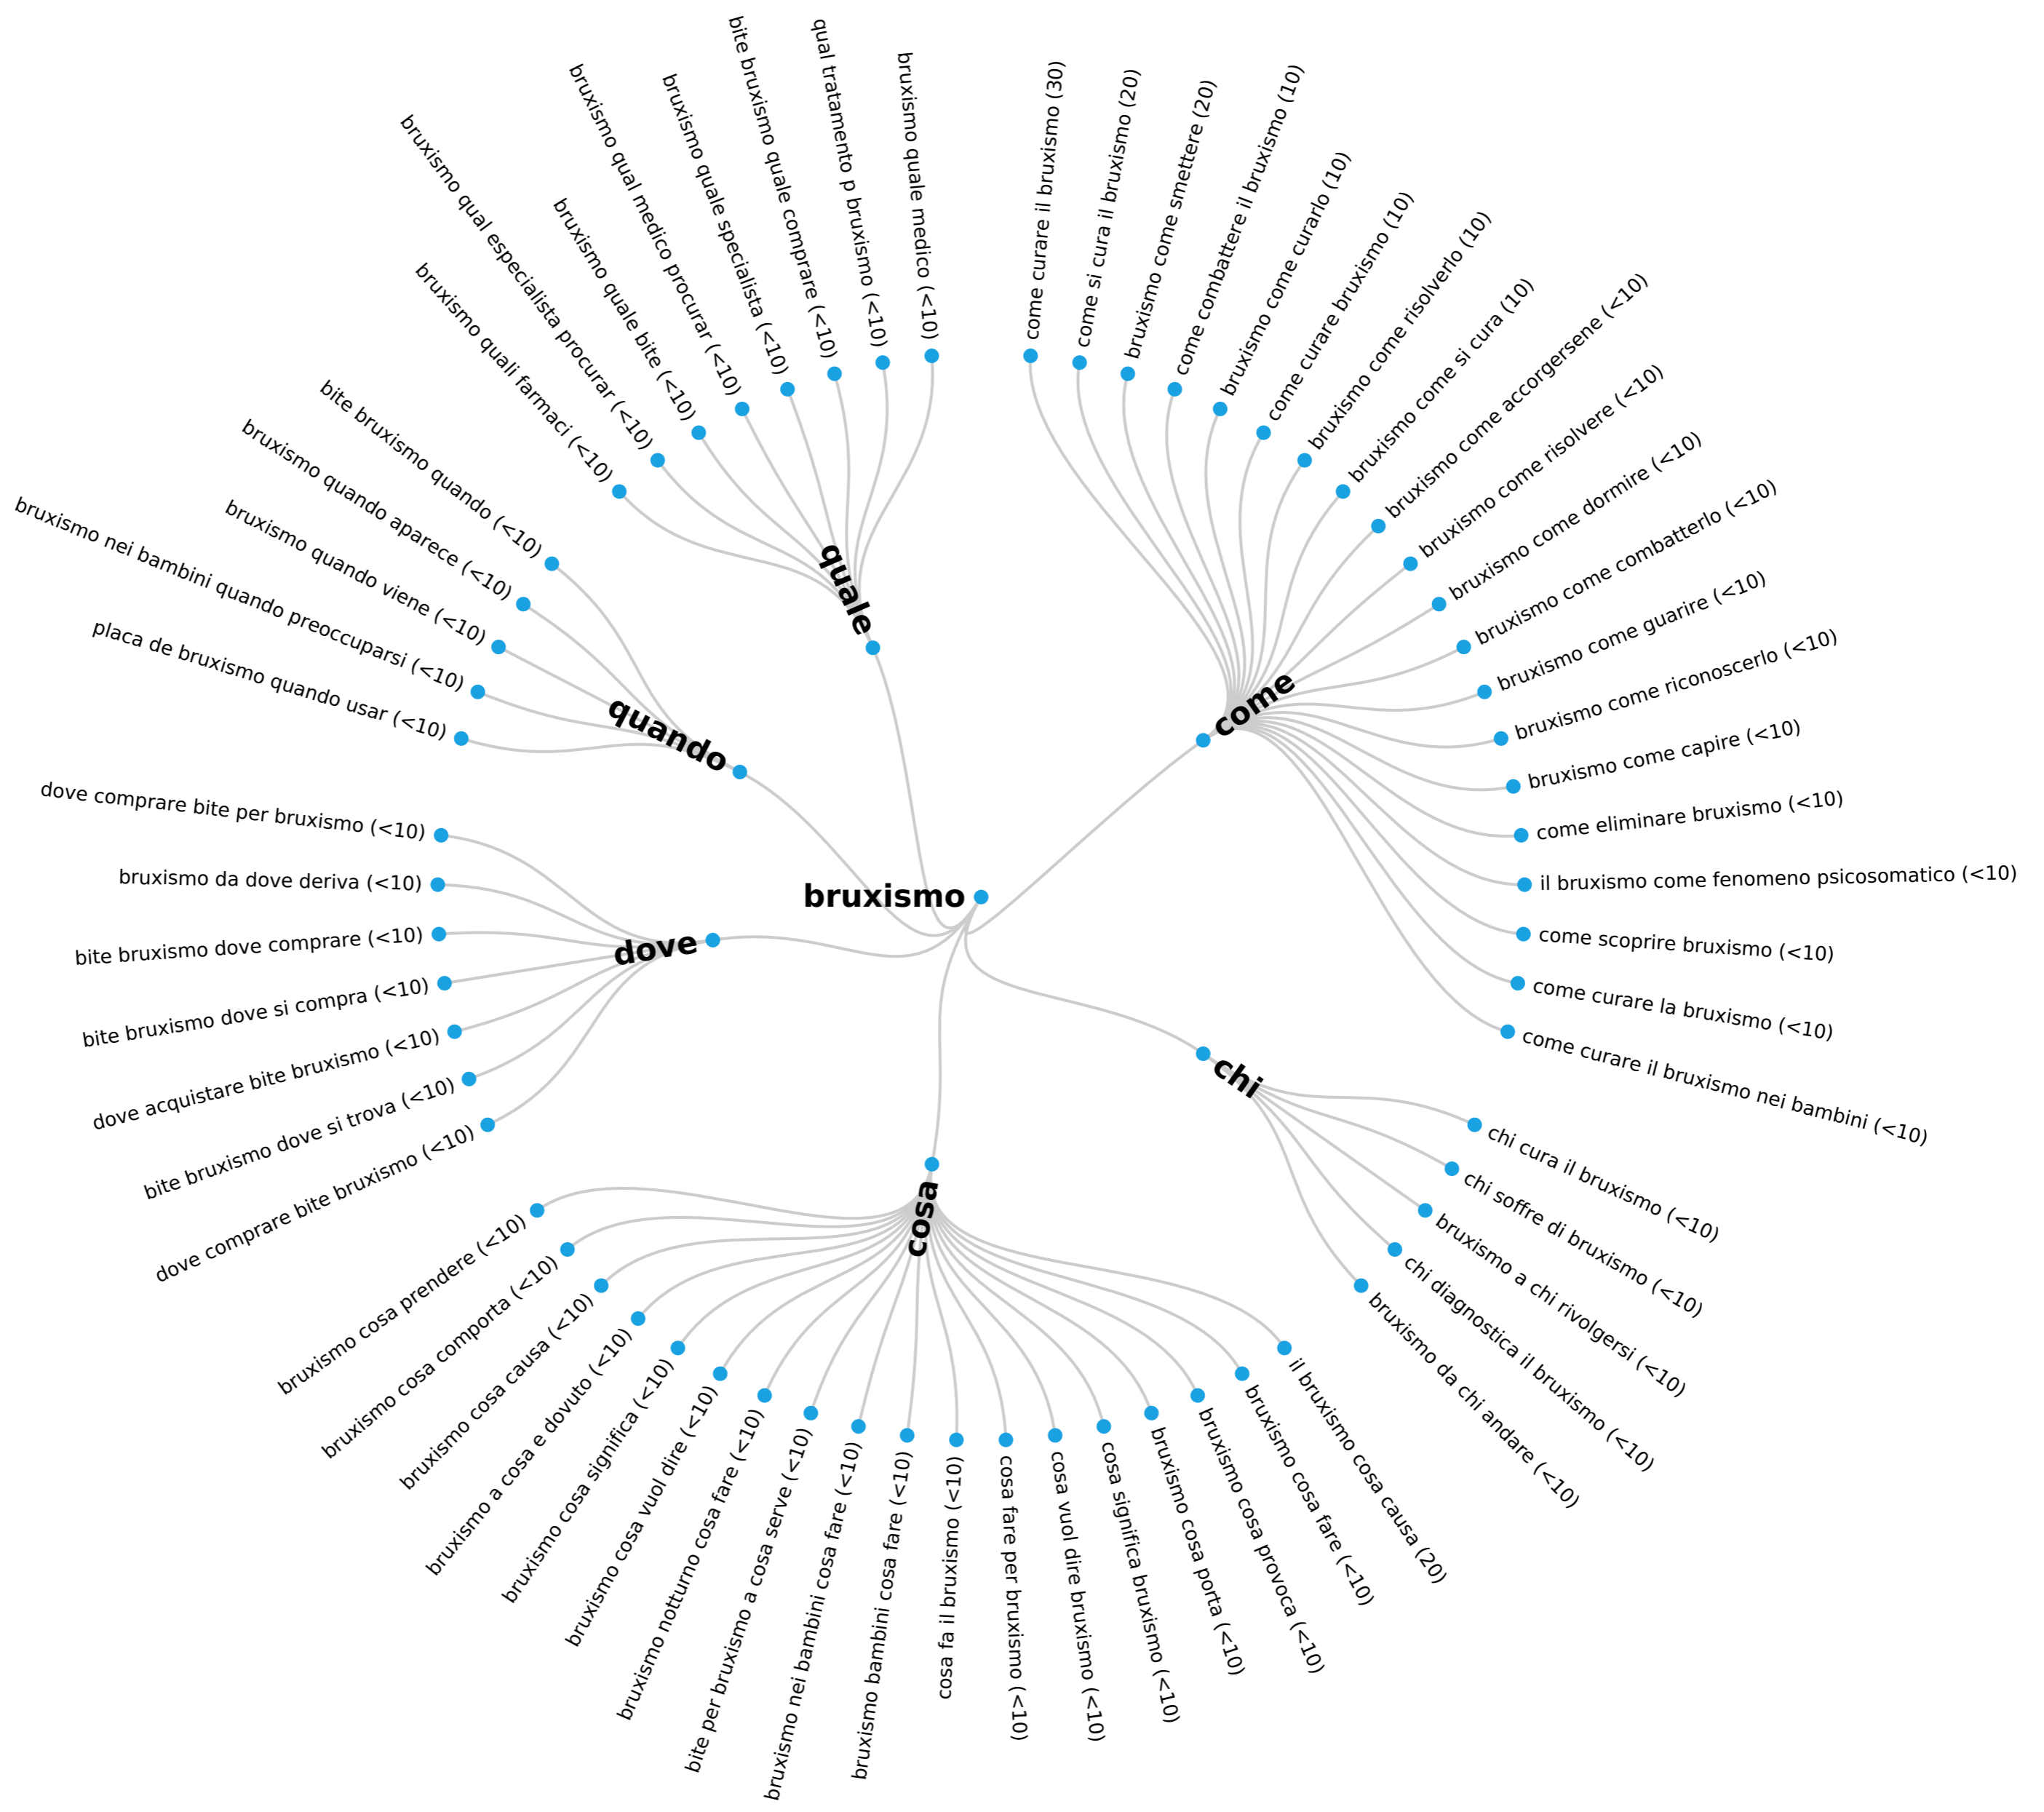 bruxismo
come
come curare il bruxismo (30)
come si cura il bruxismo (20)
bruxismo come smettere (20)
come combattere il bruxismo (10)
bruxismo come curarlo (10)
come curare bruxismo (10)
bruxismo come risolverlo (10)
bruxismo come si cura (10)
bruxismo come accorgersene (<10)
bruxismo come risolvere (<10)
bruxismo come dormire (<10)
bruxismo come combatterlo (<10)
bruxismo come guarire (<10)
bruxismo come riconoscerlo (<10)
bruxismo come capire (<10)
come eliminare bruxismo (<10)
il bruxismo come fenomeno psicosomatico (<10)
come scoprire bruxismo (<10)
come curare la bruxismo (<10)
come curare il bruxismo nei bambini (<10)
chi
chi cura il bruxismo (<10)
chi soffre di bruxismo (<10)
bruxismo a chi rivolgersi (<10)
chi diagnostica il bruxismo (<10)
bruxismo da chi andare (<10)
cosa
il bruxismo cosa causa (20)
bruxismo cosa fare (<10)
bruxismo cosa provoca (<10)
bruxismo cosa porta (<10)
cosa significa bruxismo (<10)
cosa vuol dire bruxismo (<10)
cosa fare per bruxismo (<10)
cosa fa il bruxismo (<10)
bruxismo bambini cosa fare (<10)
bruxismo nei bambini cosa fare (<10)
bite per bruxismo a cosa serve (<10)
bruxismo notturno cosa fare (<10)
bruxismo cosa vuol dire (<10)
bruxismo cosa significa (<10)
bruxismo a cosa e dovuto (<10)
bruxismo cosa causa (<10)
bruxismo cosa comporta (<10)
bruxismo cosa prendere (<10)
dove
dove comprare bite bruxismo (<10)
bite bruxismo dove si trova (<10)
dove acquistare bite bruxismo (<10)
bite bruxismo dove si compra (<10)
bite bruxismo dove comprare (<10)
bruxismo da dove deriva (<10)
dove comprare bite per bruxismo (<10)
quando
placa de bruxismo quando usar (<10)
bruxismo nei bambini quando preoccuparsi (<10)
bruxismo quando viene (<10)
bruxismo quando aparece (<10)
bite bruxismo quando (<10)
quale
bruxismo quali farmaci (<10)
bruxismo qual especialista procurar (<10)
bruxismo quale bite (<10)
bruxismo qual medico procurar (<10)
bruxismo quale specialista (<10)
bite bruxismo quale comprare (<10)
qual tratamento p bruxismo (<10)
bruxismo quale medico (<10)